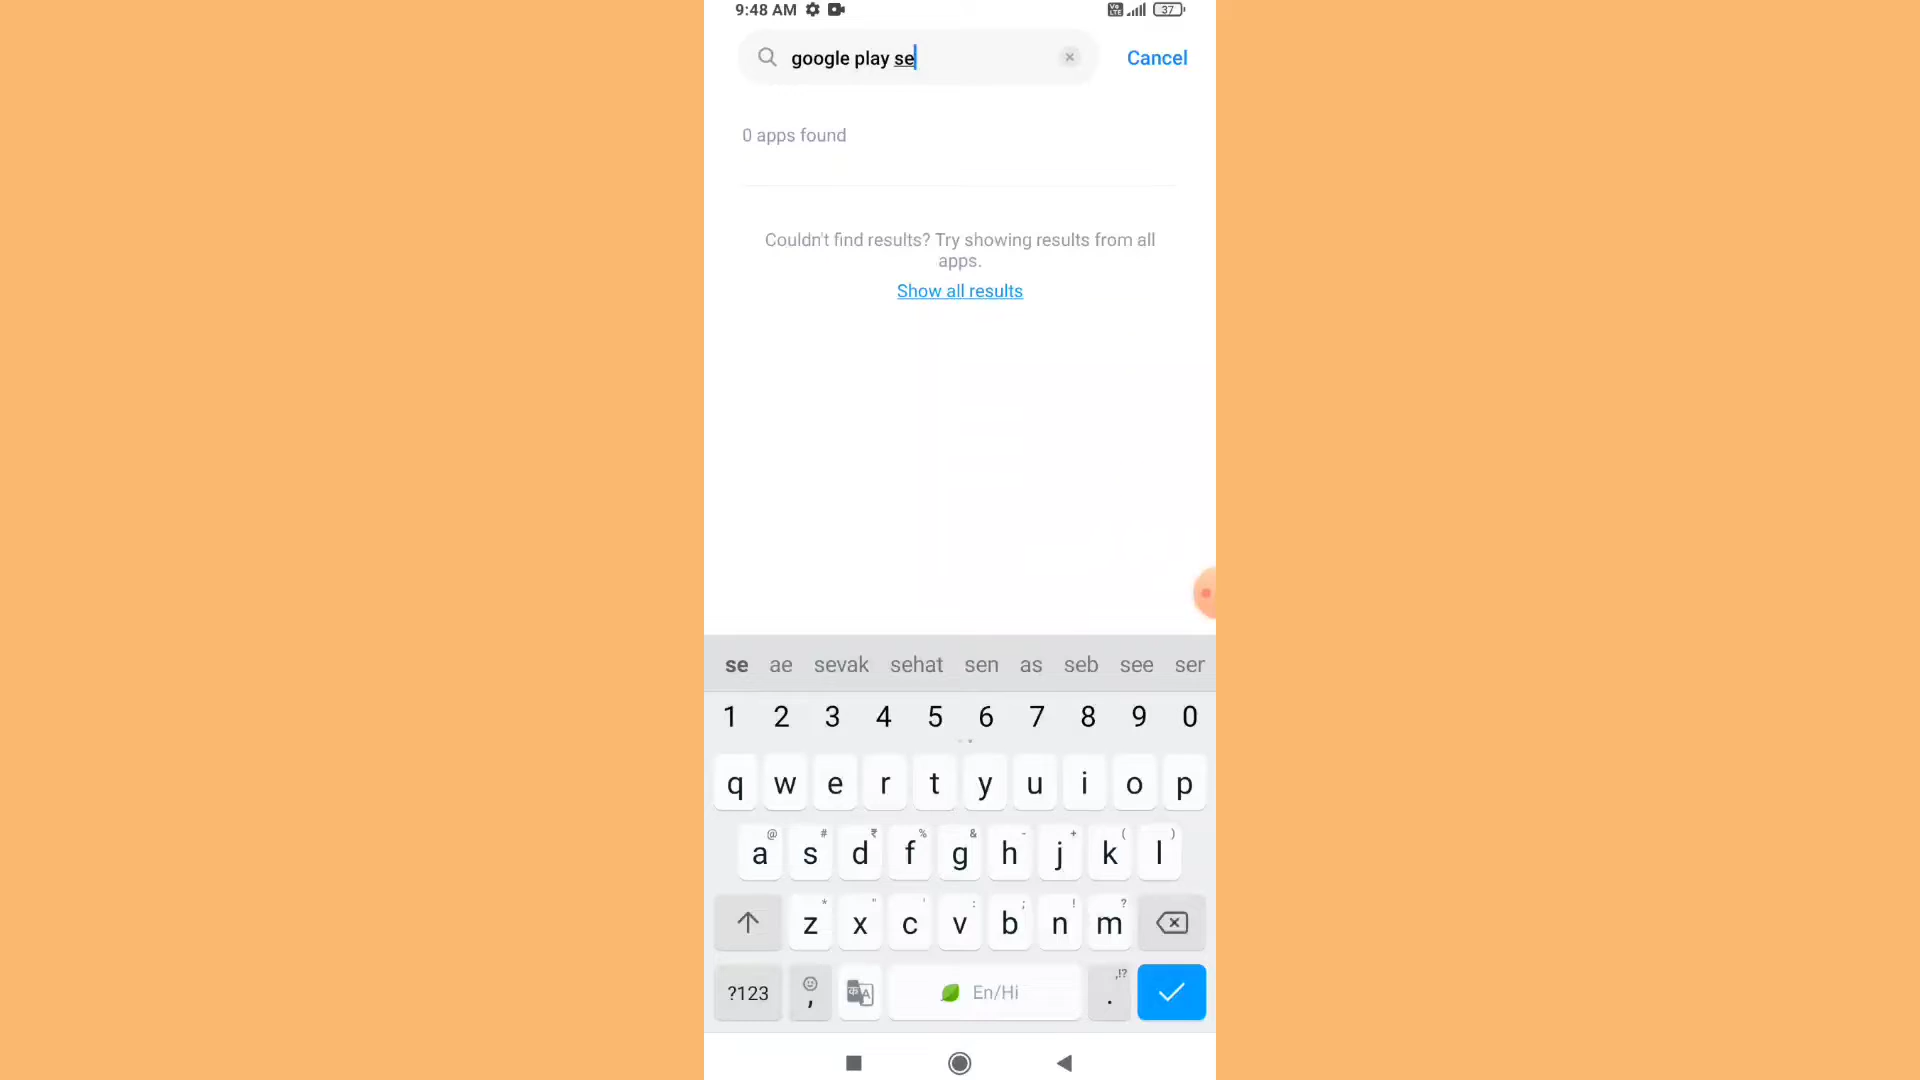 9:48 AM Vo LTE 37
google play se Cancel
0 apps found
Couldn't find results? Try showing results from all
apps.
Show all results
se ae sevak sehat sen as seb see ser
1 2 3 4 5 6 7 8 9 0
q w e r t y u i o p
@ # ₹ % & - + ( )
a s d f g h j k l
* " ' : ; ! ?
z x c v b n m
,!?
?123 , क A En/Hi .